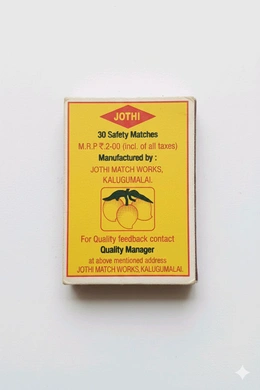 JOTHI
30 Safety Matches
M.R.P ₹.2-00 (incl. of all taxes)
Manufactured by :
JOTHI MATCH WORKS,
KALUGUMALAI.
For Quality feedback contact
Quality Manager
at above mentioned address
JOTHI MATCH WORKS, KALUGUMALAI.